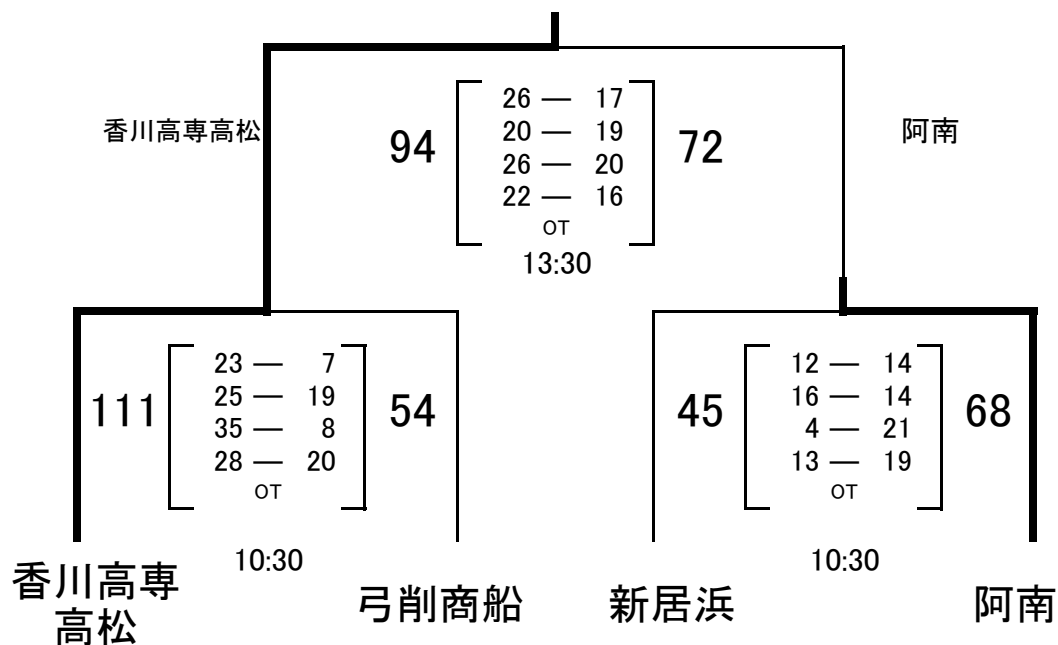 香川高専高松
阿南
94
26 — 17
20 — 19
26 — 20
22 — 16
OT
72
13:30
111
23 — 7
25 — 19
35 — 8
28 — 20
OT
54
45
12 — 14
16 — 14
4 — 21
13 — 19
OT
68
10:30
10:30
香川高専
高松
弓削商船
新居浜
阿南